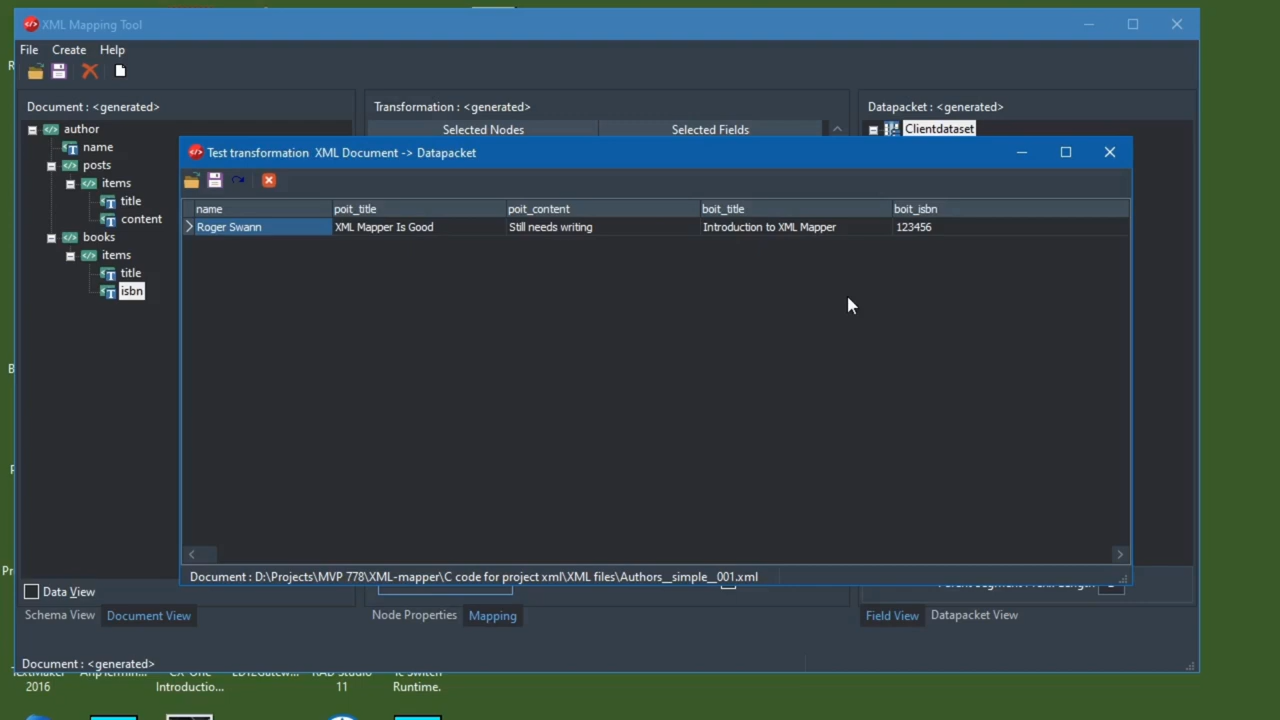 XML Mapping Tool
File Create Help
Document : <generated>
Transformation : <generated>
Datapacket : <generated>
Selected Nodes
Selected Fields
Clientdataset
author
name
posts
items
title
content
books
items
title
isbn
Test transformation XML Document -> Datapacket
name poit_title poit_content boit_title boit_isbn
Roger Swann XML Mapper Is Good Still needs writing Introduction to XML Mapper 123456
Document : D:\Projects\MVP 778\XML-mapper\C code for project xml\XML files\Authors__simple__001.xml
Data View
Schema View Document View
Node Properties Mapping
Field View Datapacket View
Document : <generated>
2016
Introductio...
11
Tc Switch
Runtime.